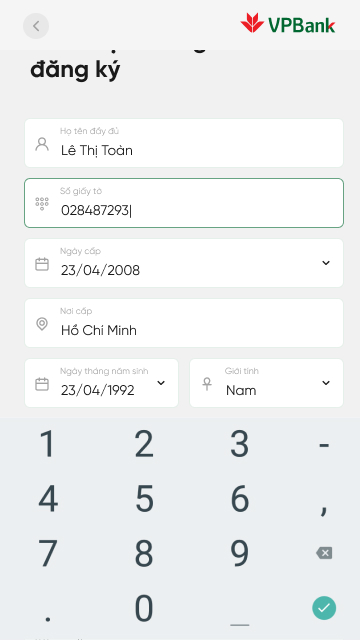 VPBank
đăng ký
Họ tên đầy đủ
Lê Thị Toàn
Số giấy tờ
028487293
Ngày cấp
23/04/2008
Nơi cấp
Hồ Chí Minh
Ngày tháng năm sinh
23/04/1992
Giới tính
Nam
1 2 3 -
4 5 6 ,
7 8 9
. 0 _